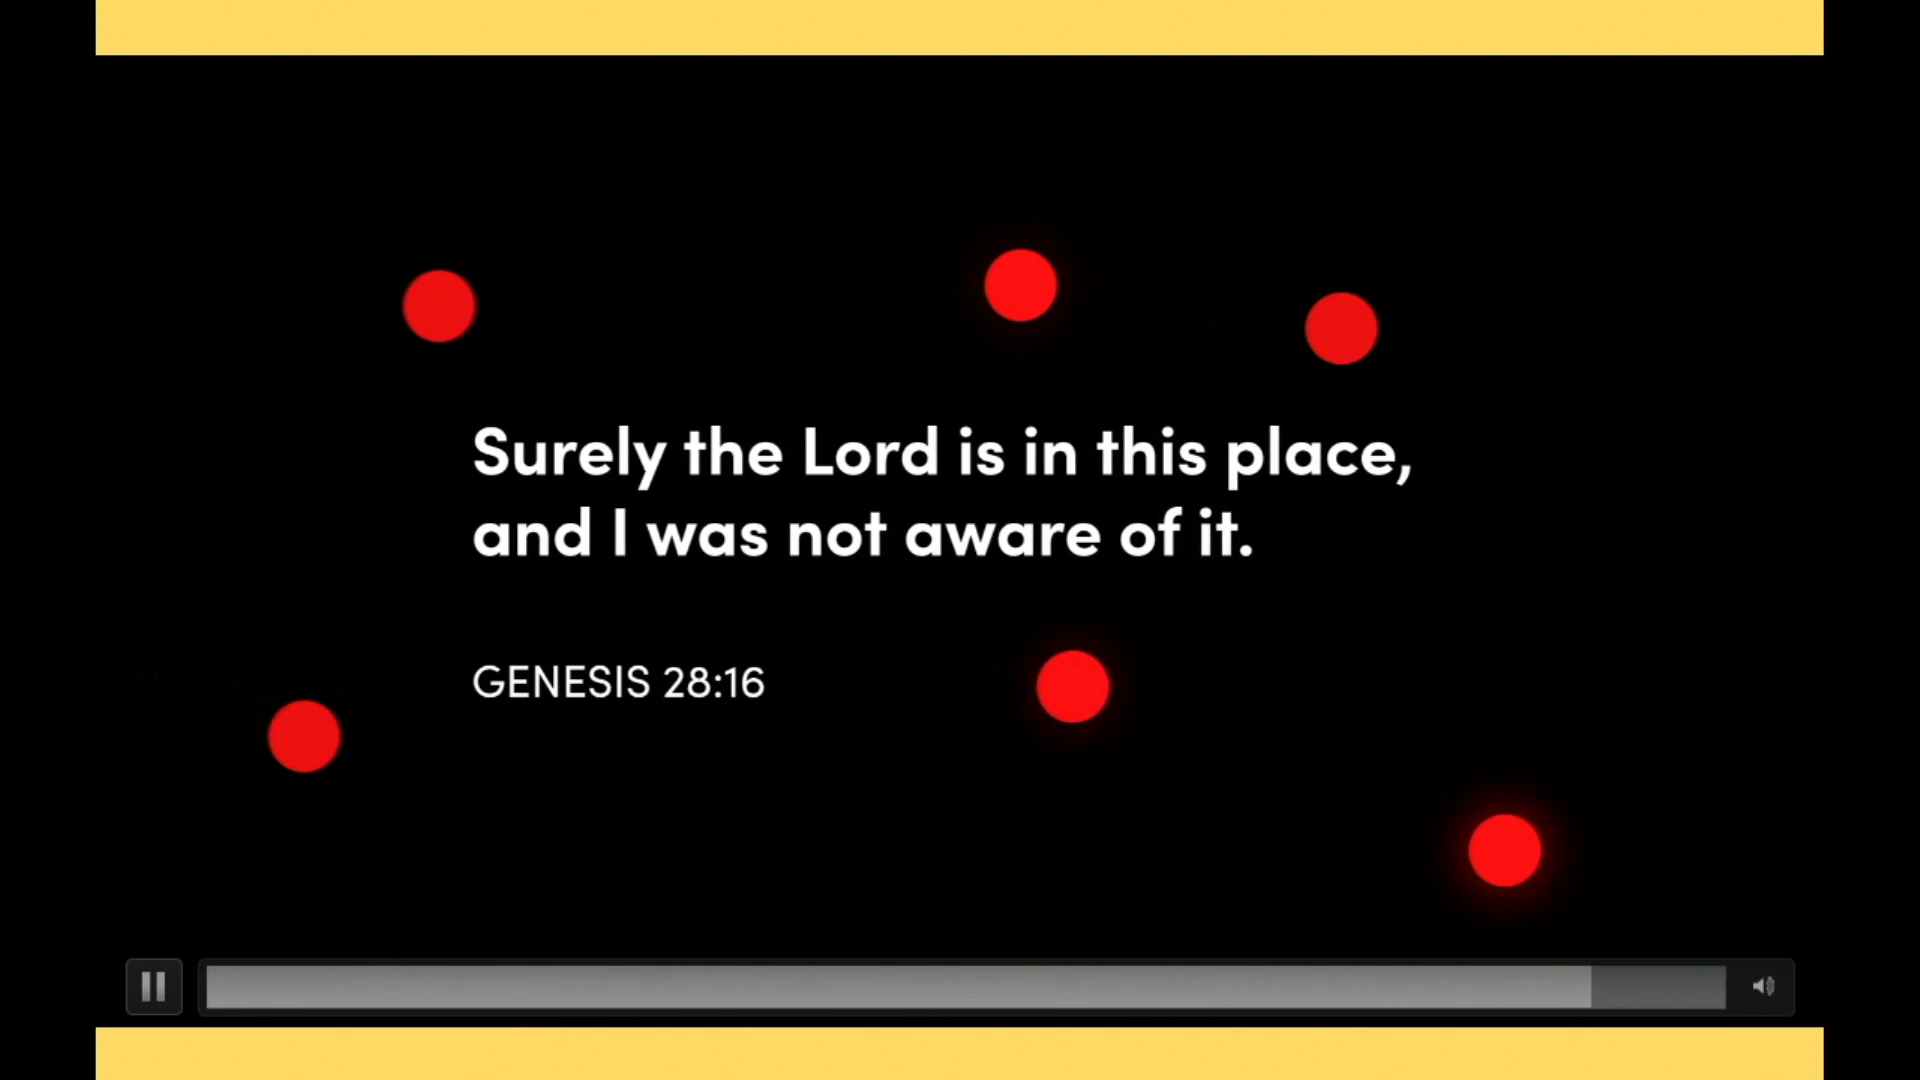 Surely the Lord is in this place,
and I was not aware of it.
GENESIS 28:16